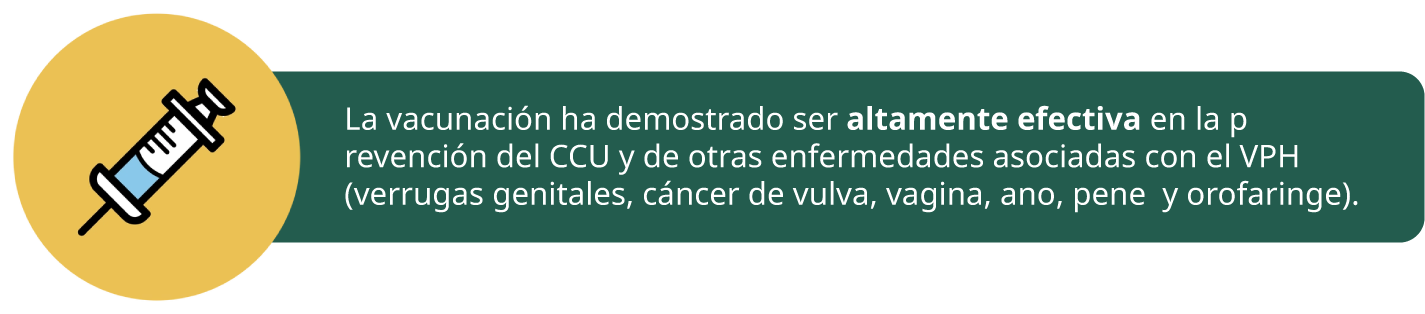 La vacunación ha demostrado ser altamente efectiva en la p
revención del CCU y de otras enfermedades asociadas con el VPH
(verrugas genitales, cáncer de vulva, vagina, ano, pene  y orofaringe).